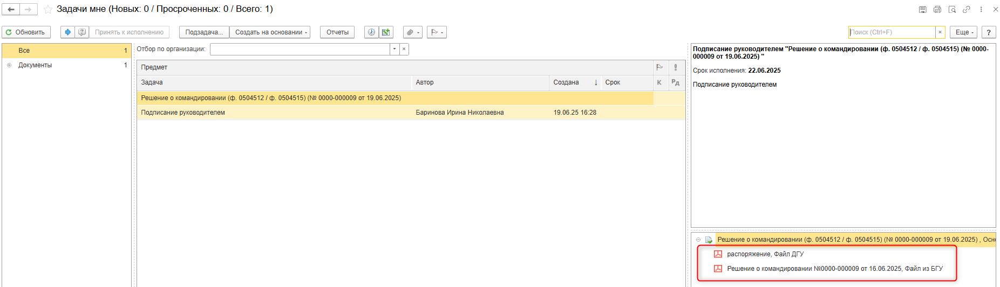 Задачи мне (Новых: 0 / Просроченных: 0 / Всего: 1)
Обновить
Принять к исполнению
Подзадача...
Создать на основании
Отчеты
Поиск (Ctrl+F)
×
Еще
?
Все 1
Документы 1
Отбор по организации:
×
Предмет
Задача Автор Создана ↓ Срок К Рд
Решение о командировании (ф. 0504512 / ф. 0504515) (№ 0000-000009 от 19.06.2025)
Подписание руководителем Баринова Ирина Николаевна 19.06.25 16:28
Подписание руководителем "Решение о командировании (ф. 0504512 / ф. 0504515) (№ 0000-
000009 от 19.06.2025) "
Срок исполнения: 22.06.2025
Подписание руководителем
Решение о командировании (ф. 0504512 / ф. 0504515) (№ 0000-000009 от 19.06.2025) , Осн
распоряжение, Файл ДГУ
Решение о командировании №0000-000009 от 16.06.2025, Файл из БГУ